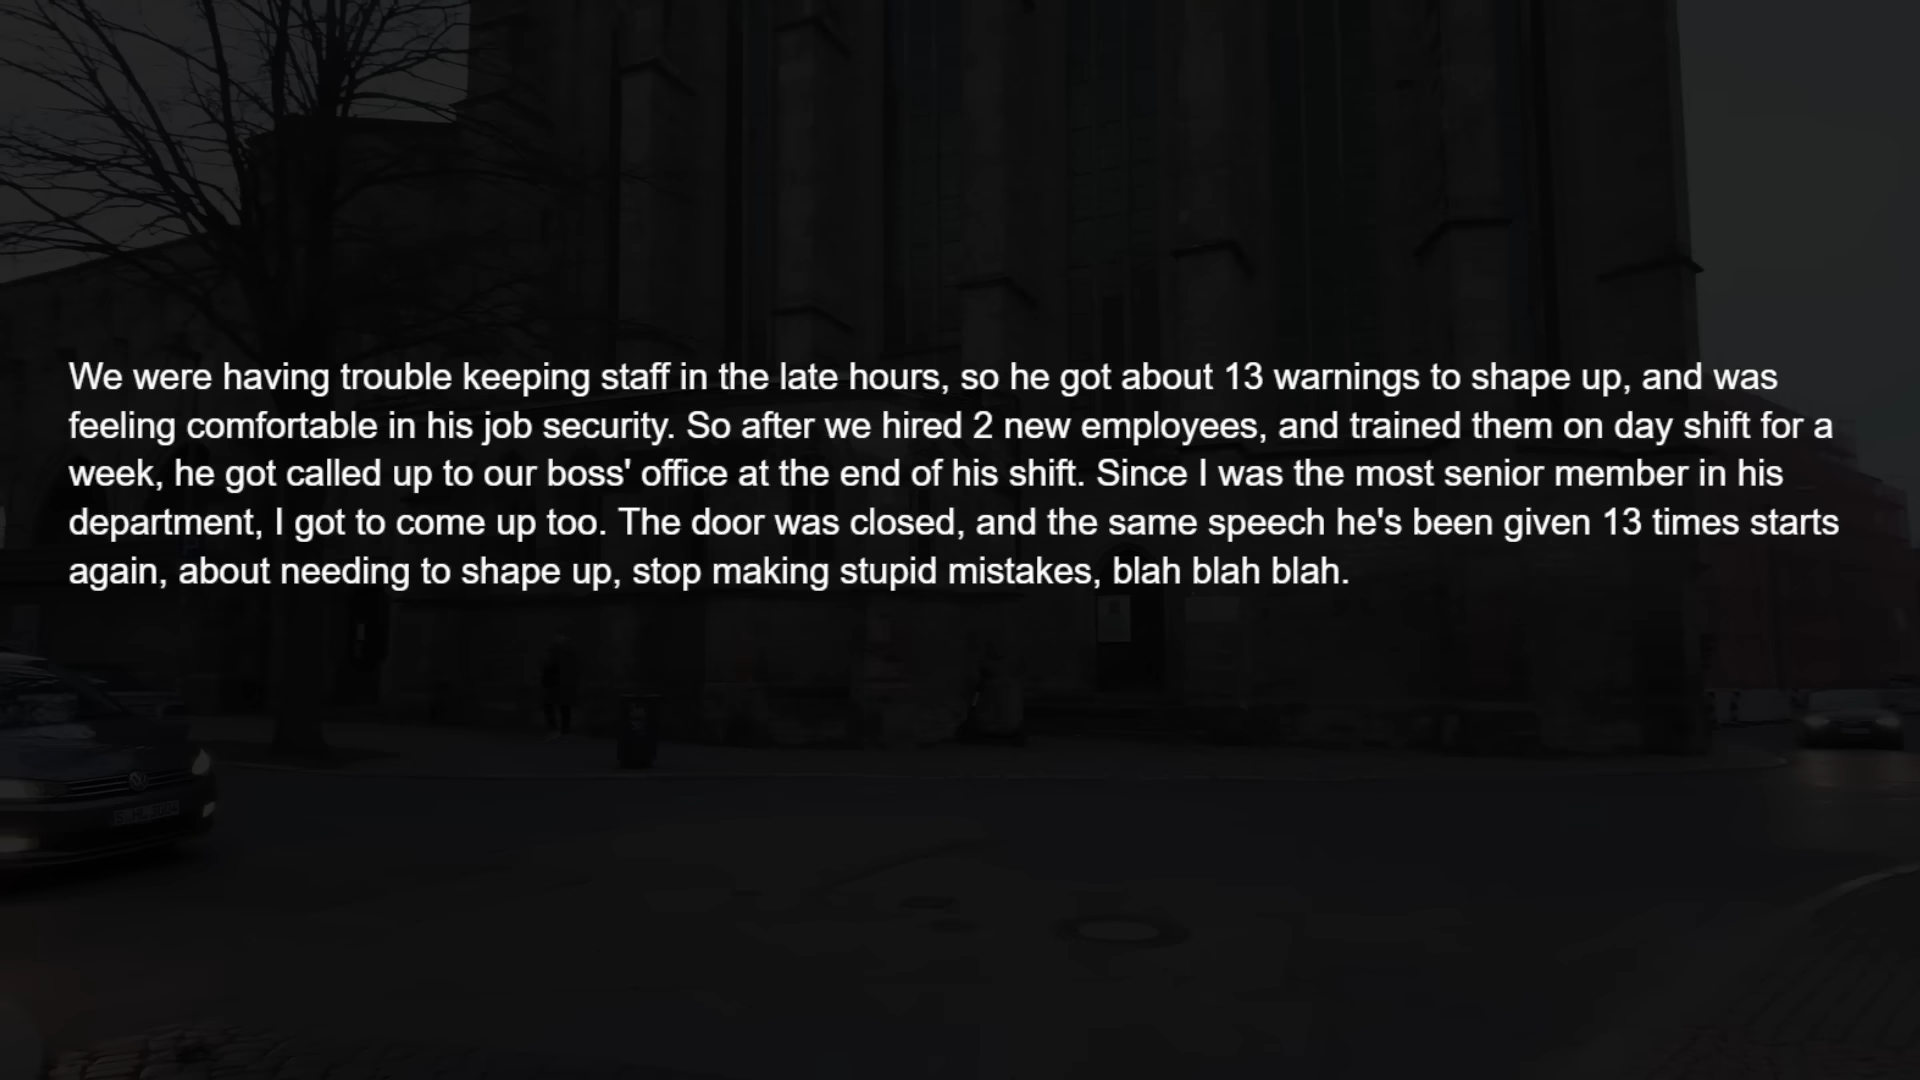 We were having trouble keeping staff in the late hours, so he got about 13 warnings to shape up, and was
feeling comfortable in his job security. So after we hired 2 new employees, and trained them on day shift for a
week, he got called up to our boss' office at the end of his shift. Since I was the most senior member in his
department, I got to come up too. The door was closed, and the same speech he's been given 13 times starts
again, about needing to shape up, stop making stupid mistakes, blah blah blah.